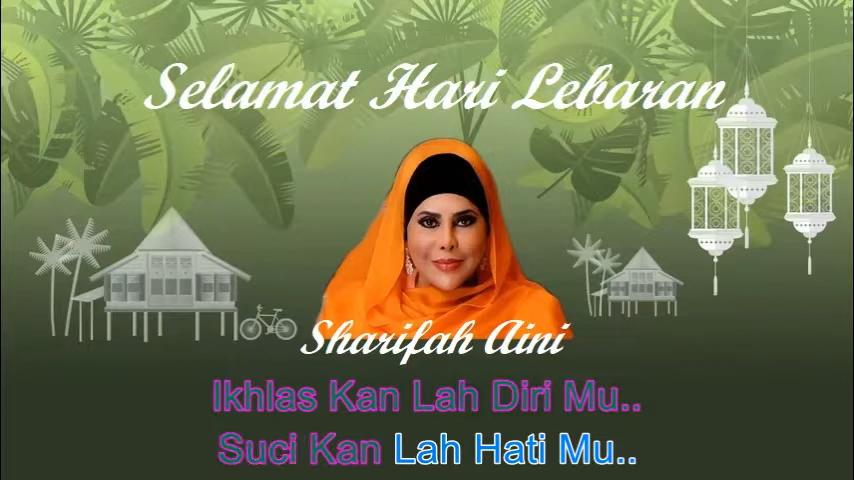 Selamat Hari Lebaran
Sharifah Aini
Ikhlas Kan Lah Diri Mu..
Suci Kan Lah Hati Mu..